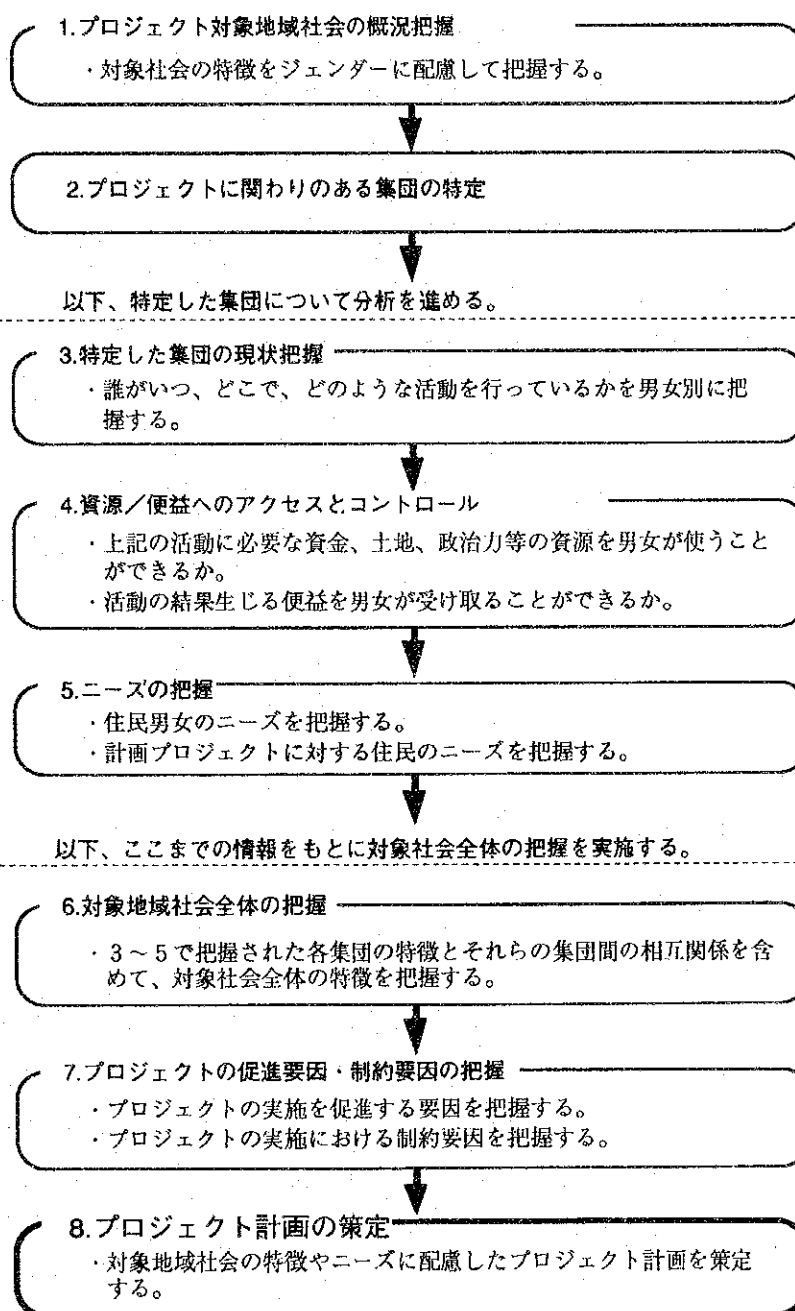 1.プロジェクト対象地域社会の概況把握
・対象社会の特徴をジェンダーに配慮して把握する。
2.プロジェクトに関わりのある集団の特定
以下、特定した集団について分析を進める。
3.特定した集団の現状把握
・誰がいつ、どこで、どのような活動を行っているかを男女別に把
握する。
4.資源／便益へのアクセスとコントロール
・上記の活動に必要な資金、土地、政治力等の資源を男女が使うこと
ができるか。
・活動の結果生じる便益を男女が受け取ることができるか。
5.ニーズの把握
・住民男女のニーズを把握する。
・計画プロジェクトに対する住民のニーズを把握する。
以下、ここまでの情報をもとに対象社会全体の把握を実施する。
6.対象地域社会全体の把握
・3～5で把握された各集団の特徴とそれらの集団間の相互関係を含
めて、対象社会全体の特徴を把握する。
7.プロジェクトの促進要因・制約要因の把握
・プロジェクトの実施を促進する要因を把握する。
・プロジェクトの実施における制約要因を把握する。
8.プロジェクト計画の策定
・対象地域社会の特徴やニーズに配慮したプロジェクト計画を策定
する。